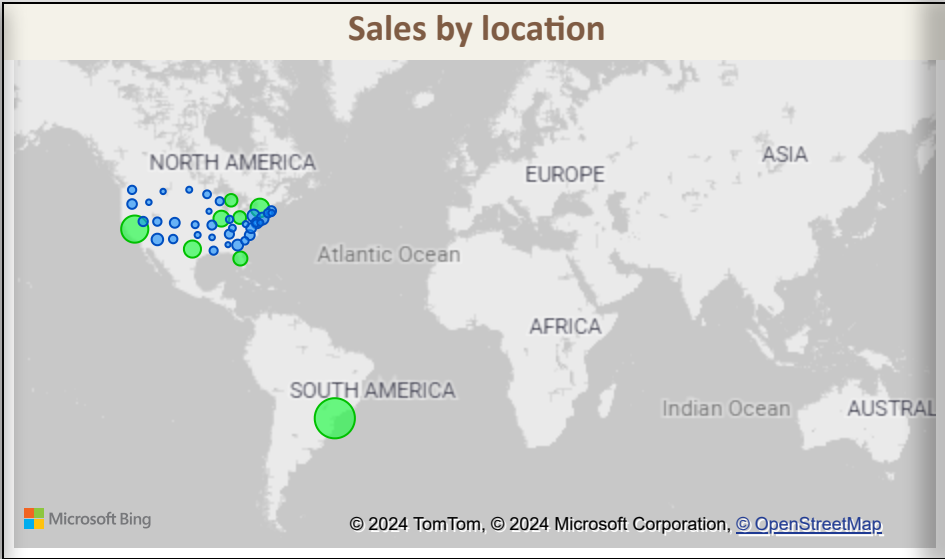 Sales by location
NORTH AMERICA
EUROPE
ASIA
Atlantic Ocean
AFRICA
SOUTH AMERICA
Indian Ocean
AUSTRAL
Microsoft Bing
© 2024 TomTom, © 2024 Microsoft Corporation, © OpenStreetMap